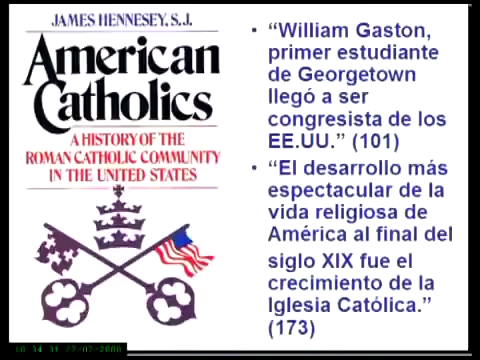 JAMES HENNESEY, S.J.
American
Catholics
A HISTORY OF THE
ROMAN CATHOLIC COMMUNITY
IN THE UNITED STATES
• “William Gaston,
primer estudiante
de Georgetown
llegó a ser
congresista de los
EE.UU.” (101)
• “El desarrollo más
espectacular de la
vida religiosa de
América al final del
siglo XIX fue el
crecimiento de la
Iglesia Católica.”
(173)